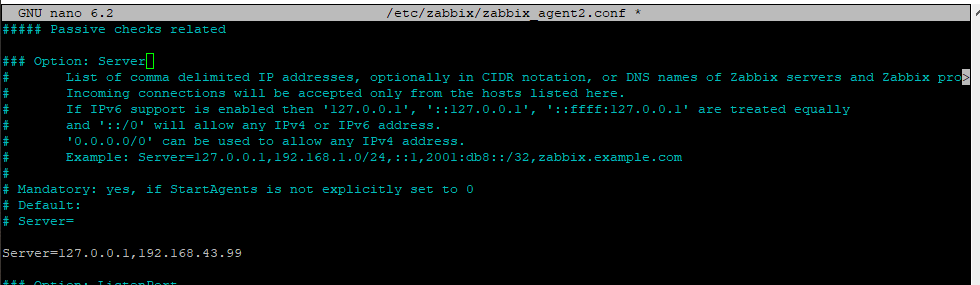 GNU nano 6.2 /etc/zabbix/zabbix_agent2.conf *
##### Passive checks related
### Option: Server
# List of comma delimited IP addresses, optionally in CIDR notation, or DNS names of Zabbix servers and Zabbix pro>
# Incoming connections will be accepted only from the hosts listed here.
# If IPv6 support is enabled then '127.0.0.1', '::127.0.0.1', '::ffff:127.0.0.1' are treated equally
# and '::/0' will allow any IPv4 or IPv6 address.
# '0.0.0.0/0' can be used to allow any IPv4 address.
# Example: Server=127.0.0.1,192.168.1.0/24,::1,2001:db8::/32,zabbix.example.com
#
# Mandatory: yes, if StartAgents is not explicitly set to 0
# Default:
# Server=
Server=127.0.0.1,192.168.43.99
### Option: ListenPort